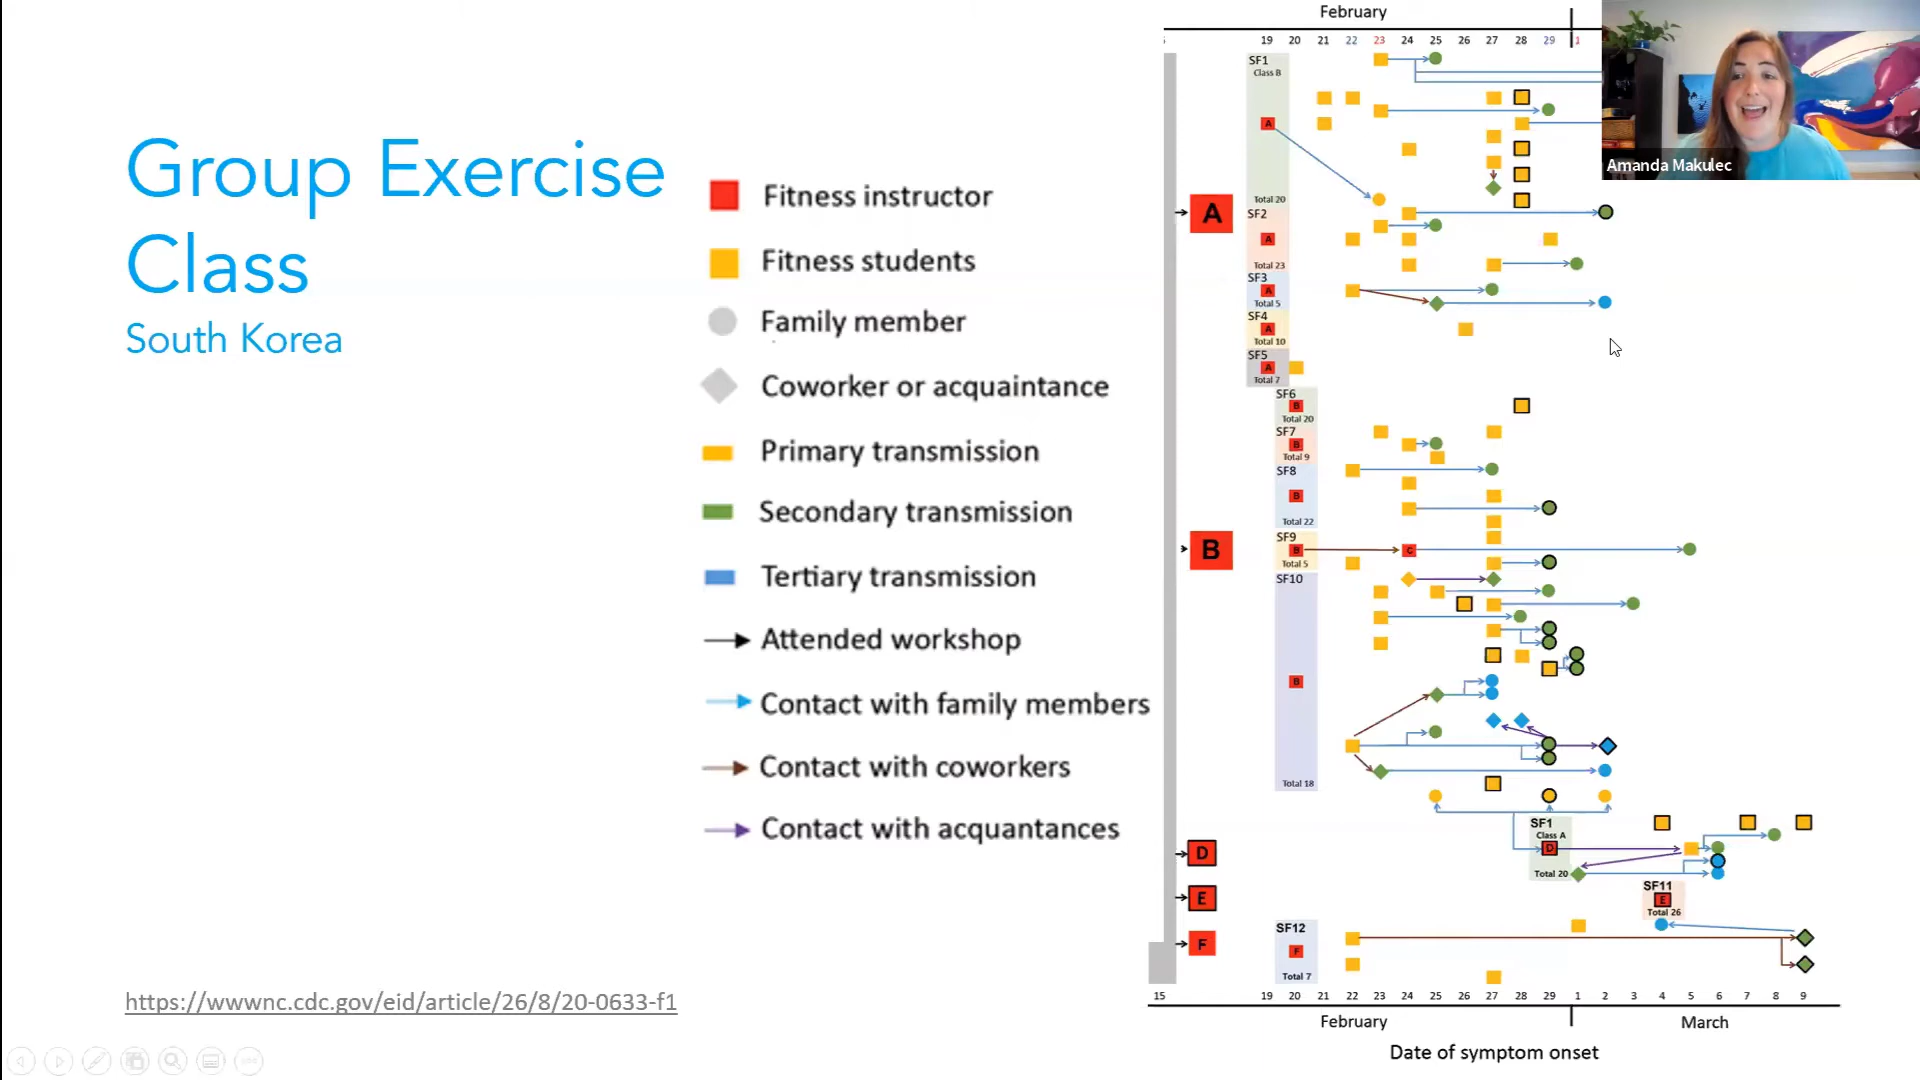 Group Exercise
Class
South Korea
https://wwwnc.cdc.gov/eid/article/26/8/20-0633-f1
Fitness instructor
Fitness students
Family member
Coworker or acquaintance
Primary transmission
Secondary transmission
Tertiary transmission
Attended workshop
Contact with family members
Contact with coworkers
Contact with acquantances
February
19 20 21 22 23 24 25 26 27 28 29 1
Amanda Makulec
SF1
Class B
A
Total 20
A
SF2
A
Total 23
SF3
A
Total 5
SF4
A
Total 10
SF5
A
Total 7
SF6
B
Total 20
SF7
B
Total 9
SF8
B
Total 22
B
SF9
B
C
Total 5
SF10
B
Total 18
SF1
Class A
D
D
Total 20
SF11
E
E
Total 26
SF12
F
F
Total 7
15 19 20 21 22 23 24 25 26 27 28 29 1 2 3 4 5 6 7 8 9
February March
Date of symptom onset